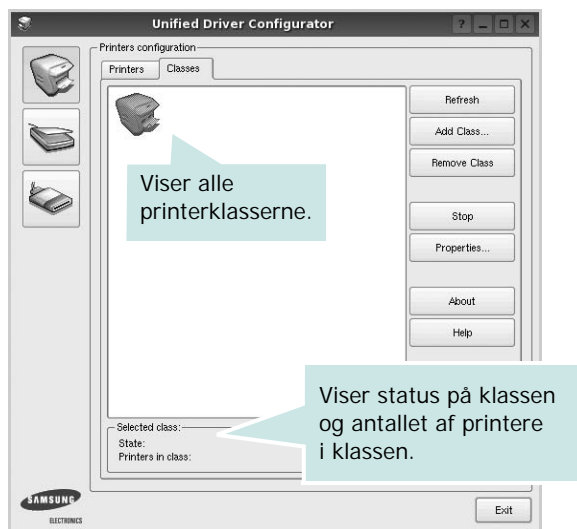 Unified Driver Configurator
Printers configuration
Printers Classes
Refresh
Add Class...
Remove Class
Viser alle
printerklasserne.
Stop
Properties...
About
Help
Viser status på klassen
og antallet af printere
i klassen.
Selected class:
State:
Printers in class:
SAMSUNG
ELECTRONICS
Exit